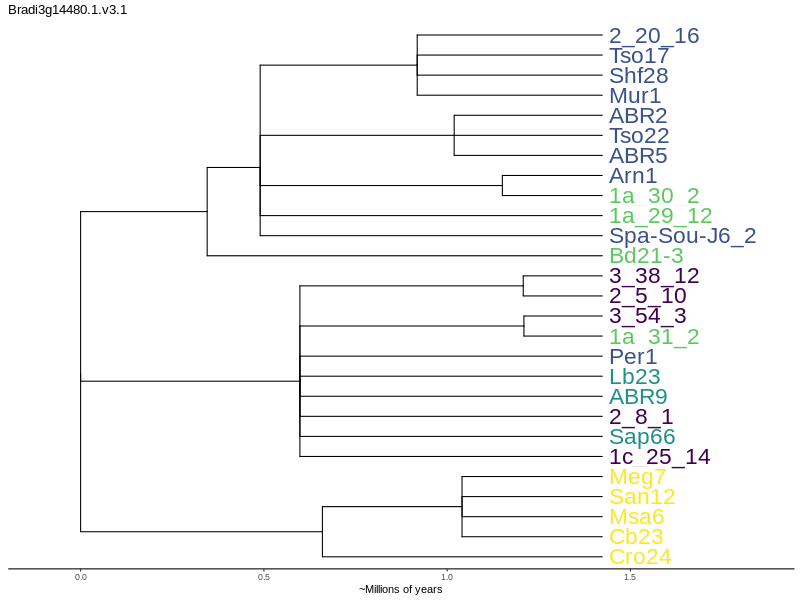 Bradi3g14480.1.v3.1
2_20_16
Tso17
Shf28
Mur1
ABR2
Tso22
ABR5
Arn1
1a_30_2
1a_29_12
Spa-Sou-J6_2
Bd21-3
3_38_12
2_5_10
3_54_3
1a_31_2
Per1
Lb23
ABR9
2_8_1
Sap66
1c_25_14
Meg7
San12
Msa6
Cb23
Cro24
0.0 0.5 1.0 1.5
~Millions of years